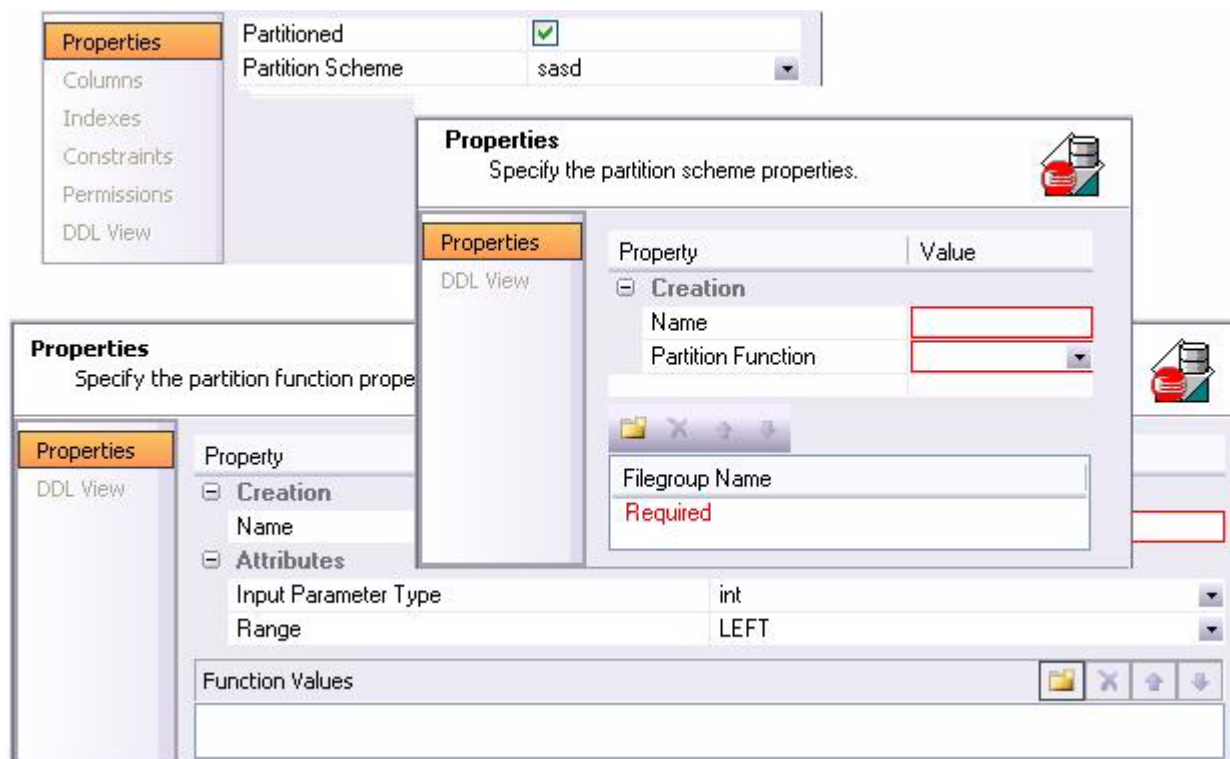 Properties
Columns
Indexes
Constraints
Permissions
DDL View
Partitioned
Partition Scheme sasd
Properties
Specify the partition scheme properties.
Properties
DDL View
Property Value
Creation
Name
Partition Function
Filegroup Name
Required
Properties
Specify the partition function prope
Properties
DDL View
Property
Creation
Name
Attributes
Input Parameter Type int
Range LEFT
Function Values